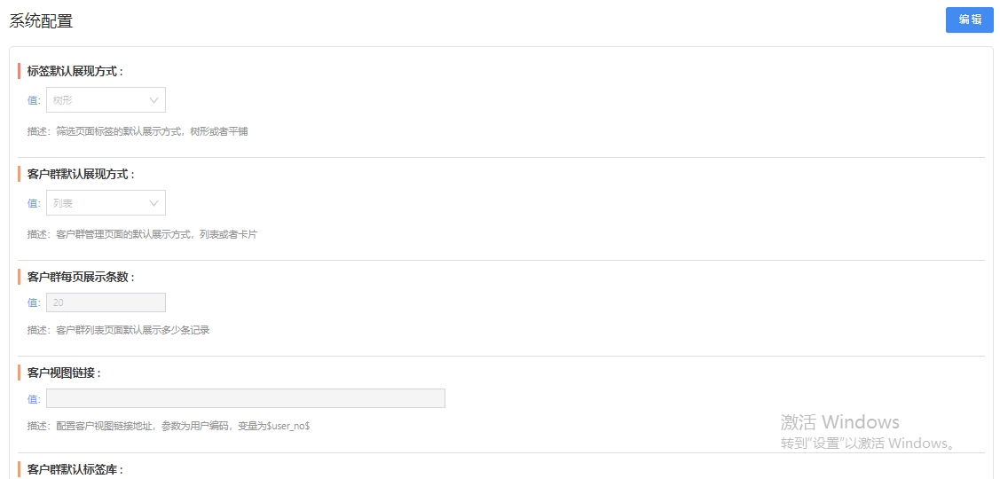 系统配置
编 辑
标签默认展现方式 :
值: 树形
描述: 筛选页面标签的默认展示方式，树形或者平铺
客户群默认展现方式 :
值: 列表
描述: 客户群管理页面的默认展示方式，列表或者卡片
客户群每页展示条数 :
值: 20
描述: 客户群列表页面默认展示多少条记录
客户视图链接 :
值:
描述: 配置客户视图链接地址，参数为用户编码，变量为$user_no$
激活 Windows
转到"设置"以激活 Windows。
客户群默认标签库 :